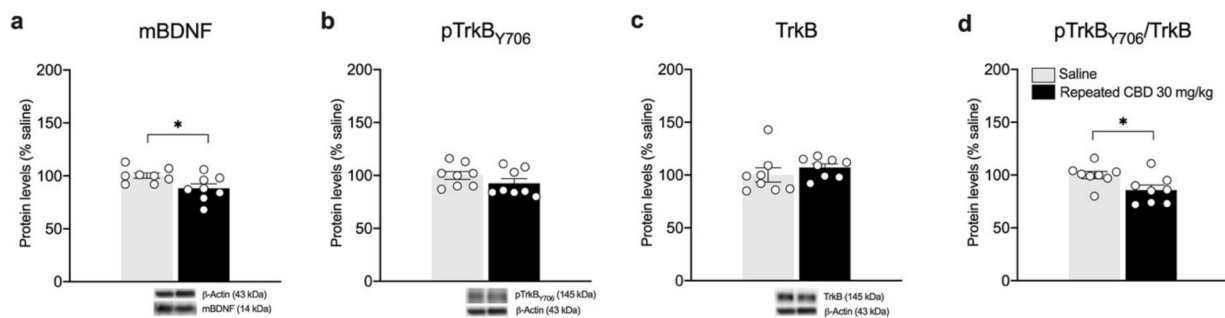 a
mBDNF
Protein levels (% saline)
200
150
100
50
0
*
β-Actin (43 kDa)
mBDNF (14 kDa)
b
pTrkBY706
Protein levels (% saline)
200
150
100
50
0
pTrkBY706 (145 kDa)
β-Actin (43 kDa)
c
TrkB
Protein levels (% saline)
200
150
100
50
0
TrkB (145 kDa)
β-Actin (43 kDa)
d
pTrkBY706/TrkB
Protein levels (% saline)
200
150
100
50
0
Saline
Repeated CBD 30 mg/kg
*